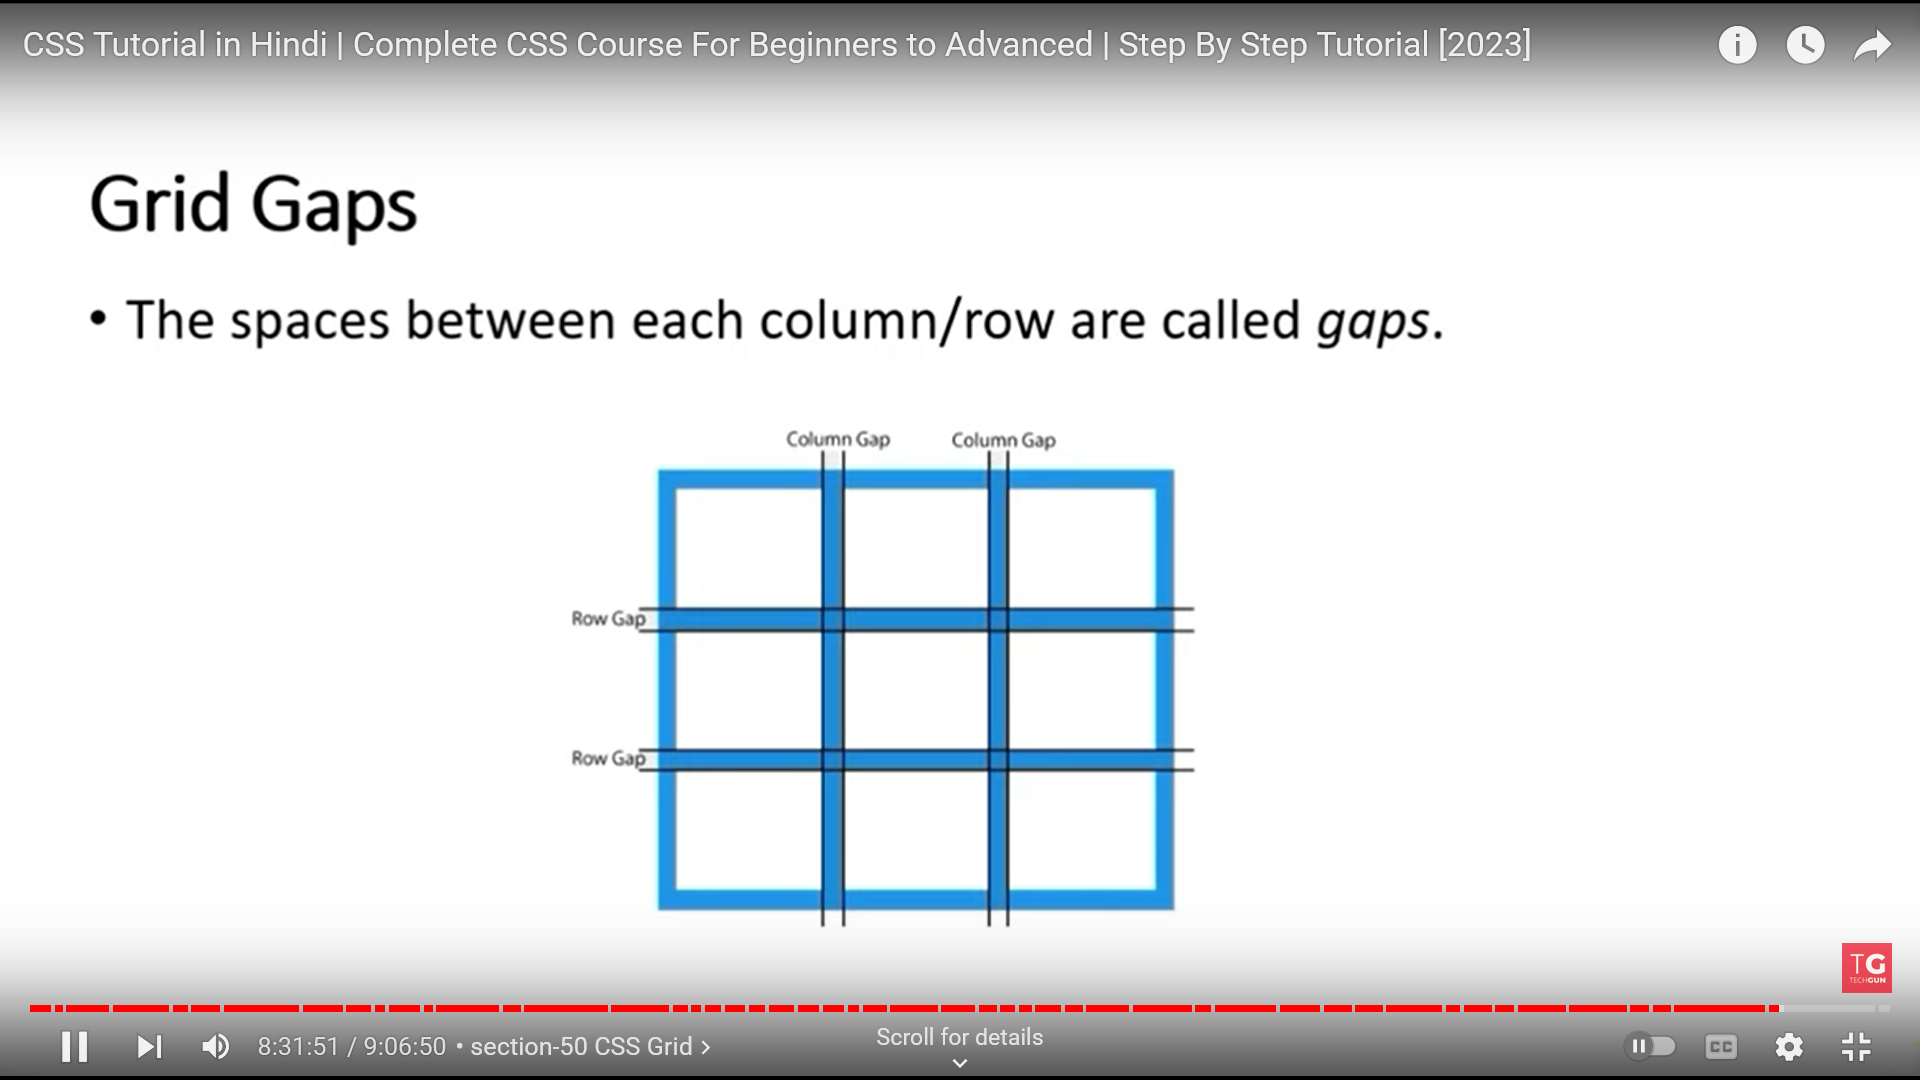 CSS Tutorial in Hindi | Complete CSS Course For Beginners to Advanced | Step By Step Tutorial [2023]
Grid Gaps
• The spaces between each column/row are called gaps.
Column Gap Column Gap
Row Gap
Row Gap
TG
TECHGUN
8:31:51 / 9:06:50 • section-50 CSS Grid
Scroll for details
CC